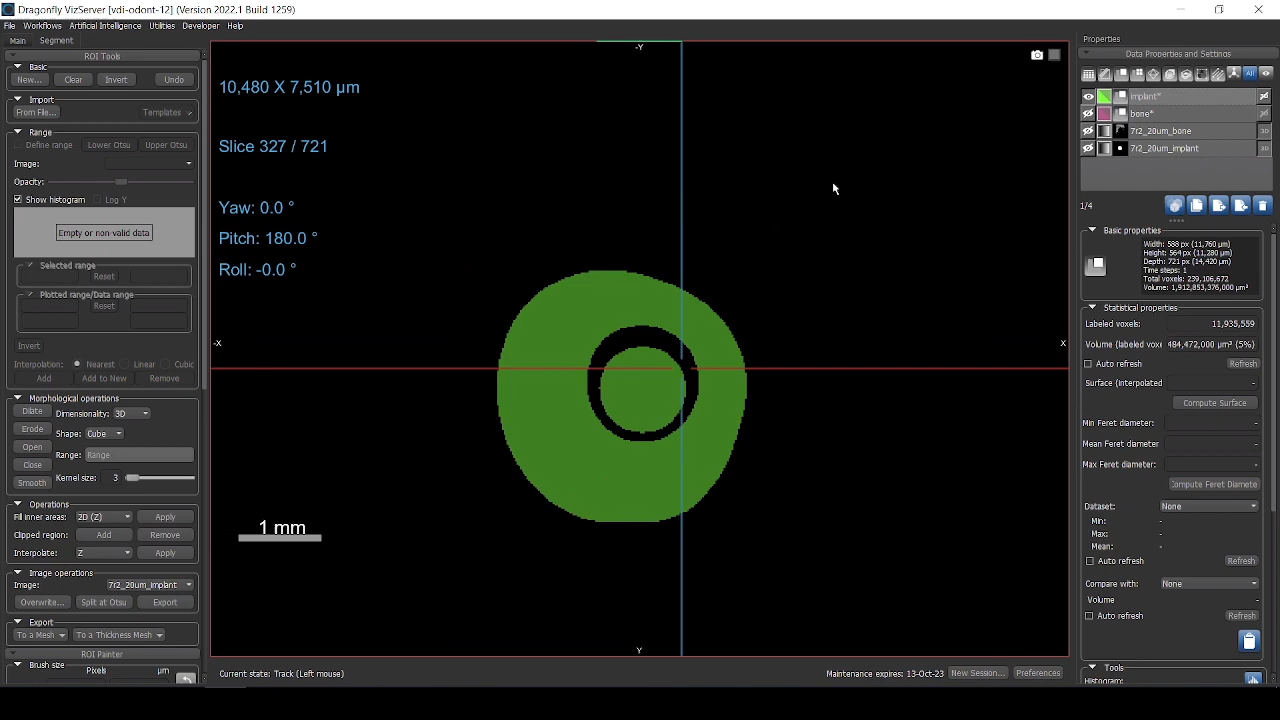 Dragonfly VizServer [vdi-odont-12] (Version 2022.1 Build 1259)
File Workflows Artificial Intelligence Utilities Developer Help
Main Segment
ROI Tools
Basic
New... Clear Invert Undo
Import
From File... Templates
Range
Define range Lower Otsu Upper Otsu
Image:
Opacity:
Show histogram Log Y
Empty or non-valid data
Selected range
Reset
Plotted range/Data range
Reset
Invert
Interpolation: Nearest Linear Cubic
Add Add to New Remove
Morphological operations
Dilate Dimensionality: 3D
Erode Shape: Cube
Open Range: Range
Close Kernel size: 3
Smooth
Operations
Fill inner areas: 2D (Z) Apply
Clipped region: Add Remove
Interpolate: Z Apply
Image operations
Image: 7r2_20um_implant
Overwrite... Split at Otsu Export
Export
To a Mesh To a Thickness Mesh
ROI Painter
Brush size
Pixels µm
10,480 X 7,510 µm
Slice 327 / 721
Yaw: 0.0 °
Pitch: 180.0 °
Roll: -0.0 °
-Y
-X
X
Y
1 mm
Current state: Track (Left mouse)
Maintenance expires: 13-Oct-23 New Session... Preferences
Properties
Data Properties and Settings
All
implant*
bone*
7r2_20um_bone 3D
7r2_20um_implant 3D
1/4
Basic properties
Width: 588 px (11,760 µm)
Height: 564 px (11,280 µm)
Depth: 721 px (14,420 µm)
Time steps: 1
Total voxels: 239,106,672
Volume: 1,912,853,376,000 µm³
Statistical properties
Labeled voxels: 11,935,559
Volume (labeled voxe 484,472,000 µm³ (5%)
Auto refresh Refresh
Surface (interpolated -
Compute Surface
Min Feret diameter: -
Mean Feret diameter -
Max Feret diameter: -
Compute Feret Diamete
Dataset: None
Min: -
Max: -
Mean: -
Auto refresh Refresh
Compare with: None
Volume -
Auto refresh Refresh
Tools
Histogram: